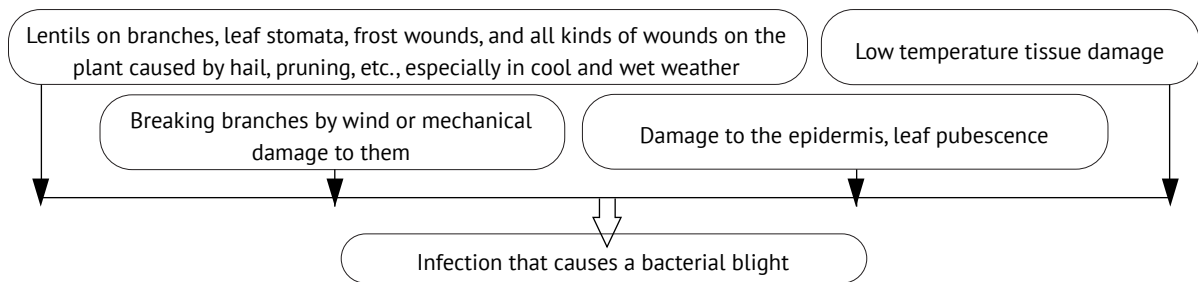 Lentils on branches, leaf stomata, frost wounds, and all kinds of wounds on the
plant caused by hail, pruning, etc., especially in cool and wet weather
Low temperature tissue damage
Breaking branches by wind or mechanical
damage to them
Damage to the epidermis, leaf pubescence
Infection that causes a bacterial blight